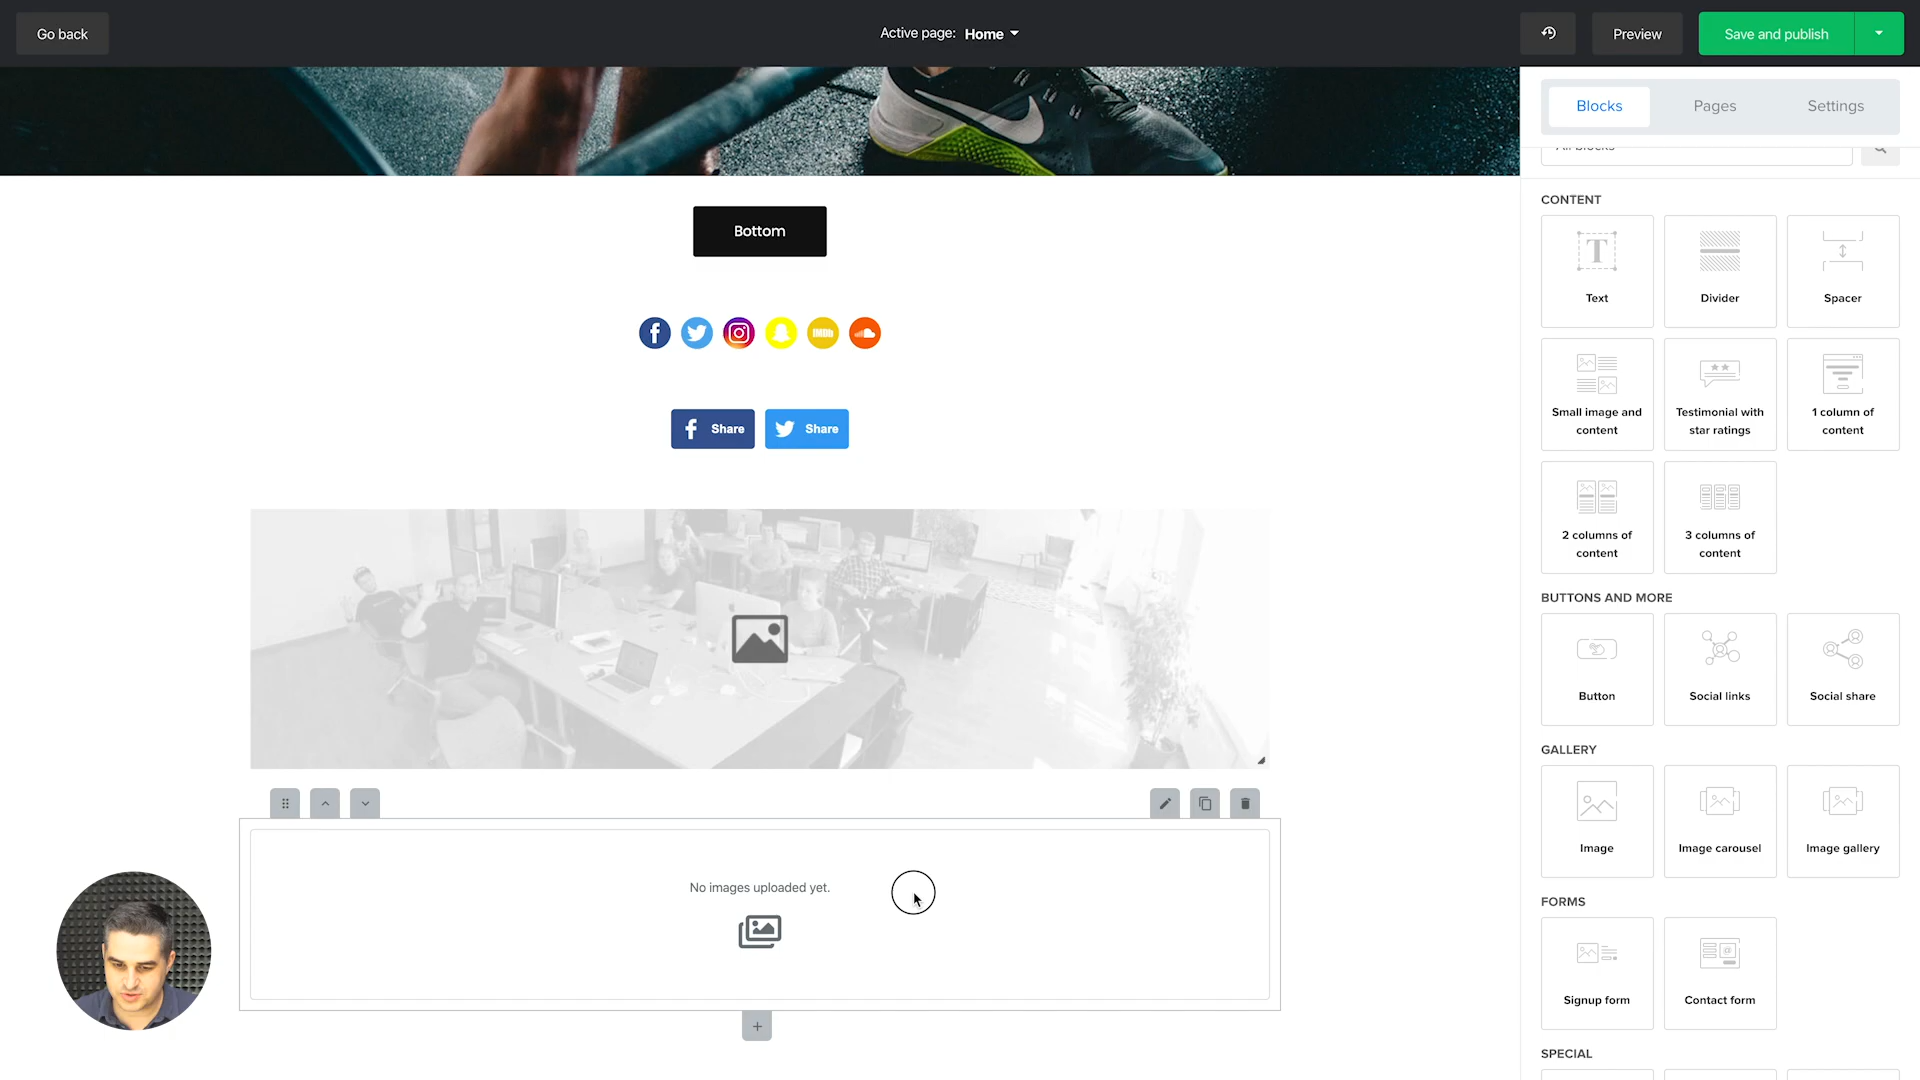 Go back
Active page: Home
Preview
Save and publish
Blocks
Pages
Settings
All blocks
CONTENT
Text
Divider
Spacer
Small image and
content
Testimonial with
star ratings
1 column of
content
2 columns of
content
3 columns of
content
BUTTONS AND MORE
Button
Social links
Social share
GALLERY
Image
Image carousel
Image gallery
FORMS
Signup form
Contact form
SPECIAL
Bottom
IMDb
Share
Share
No images uploaded yet.